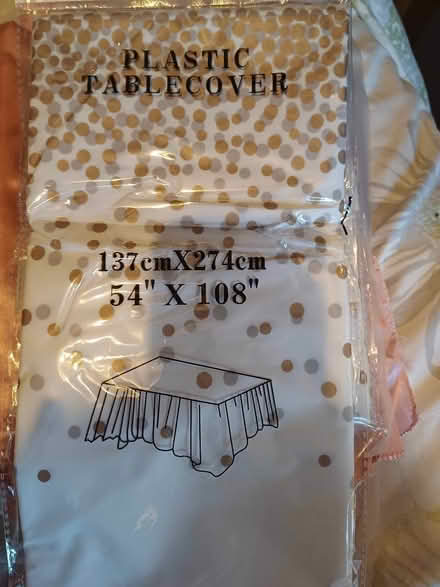 PLASTIC
TABLECOVER
137cmX274cm
54" X 108"